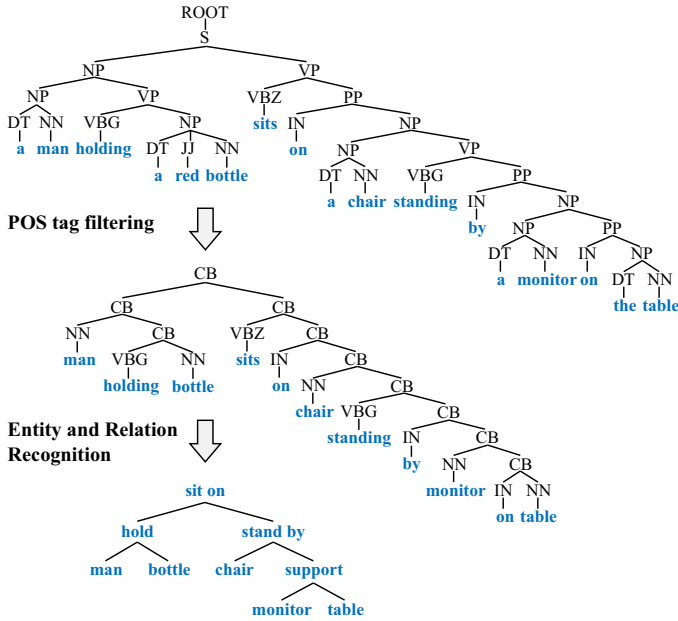 ROOT
S
NP VP
NP VP VBZ PP
DT NN VBG NP sits IN NP
a man holding DT JJ NN on NP VP
a red bottle DT NN VBG PP
a chair standing IN NP
POS tag filtering by NP PP
DT NN IN NP
a monitor on DT NN
the table
CB
CB CB
NN CB VBZ CB
man VBG NN sits IN CB
holding bottle on NN CB
chair VBG CB
Entity and Relation standing IN CB
Recognition by NN CB
monitor IN NN
on table
sit on
hold stand by
man bottle chair support
monitor table